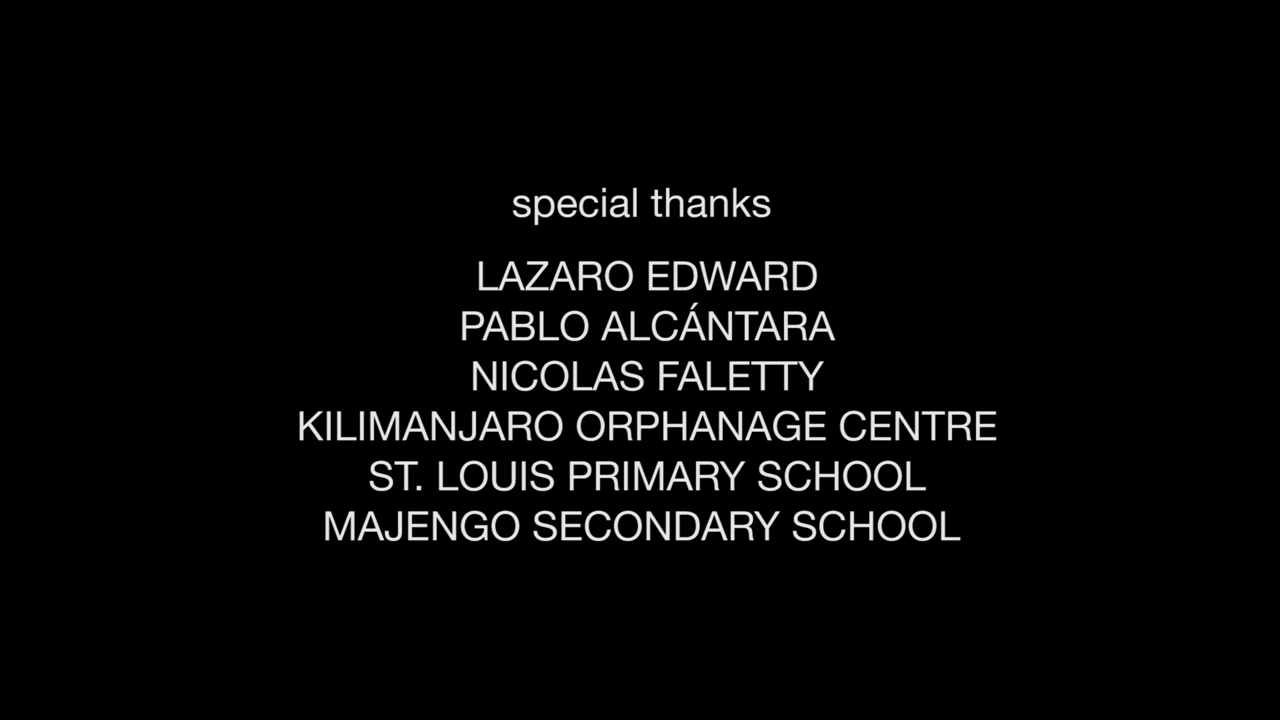 special thanks
LAZARO EDWARD
PABLO ALCÁNTARA
NICOLAS FALETTY
KILIMANJARO ORPHANAGE CENTRE
ST. LOUIS PRIMARY SCHOOL
MAJENGO SECONDARY SCHOOL